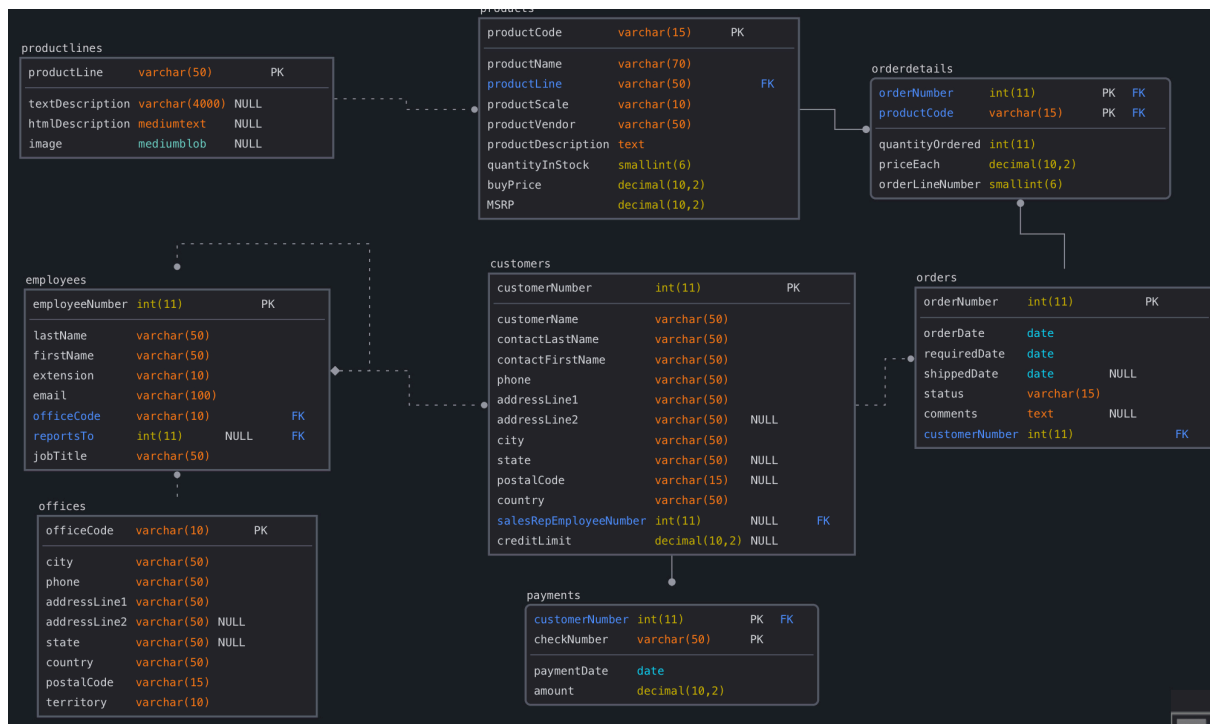 products
productCode varchar(15) PK
productName varchar(70)
productLine varchar(50) FK
productScale varchar(10)
productVendor varchar(50)
productDescription text
quantityInStock smallint(6)
buyPrice decimal(10,2)
MSRP decimal(10,2)
productlines
productLine varchar(50) PK
textDescription varchar(4000) NULL
htmlDescription mediumtext NULL
image mediumblob NULL
orderdetails
orderNumber int(11) PK FK
productCode varchar(15) PK FK
quantityOrdered int(11)
priceEach decimal(10,2)
orderLineNumber smallint(6)
employees
employeeNumber int(11) PK
lastName varchar(50)
firstName varchar(50)
extension varchar(10)
email varchar(100)
officeCode varchar(10) FK
reportsTo int(11) NULL FK
jobTitle varchar(50)
customers
customerNumber int(11) PK
customerName varchar(50)
contactLastName varchar(50)
contactFirstName varchar(50)
phone varchar(50)
addressLine1 varchar(50)
addressLine2 varchar(50) NULL
city varchar(50)
state varchar(50) NULL
postalCode varchar(15) NULL
country varchar(50)
salesRepEmployeeNumber int(11) NULL FK
creditLimit decimal(10,2) NULL
orders
orderNumber int(11) PK
orderDate date
requiredDate date
shippedDate date NULL
status varchar(15)
comments text NULL
customerNumber int(11) FK
offices
officeCode varchar(10) PK
city varchar(50)
phone varchar(50)
addressLine1 varchar(50)
addressLine2 varchar(50) NULL
state varchar(50) NULL
country varchar(50)
postalCode varchar(15)
territory varchar(10)
payments
customerNumber int(11) PK FK
checkNumber varchar(50) PK
paymentDate date
amount decimal(10,2)